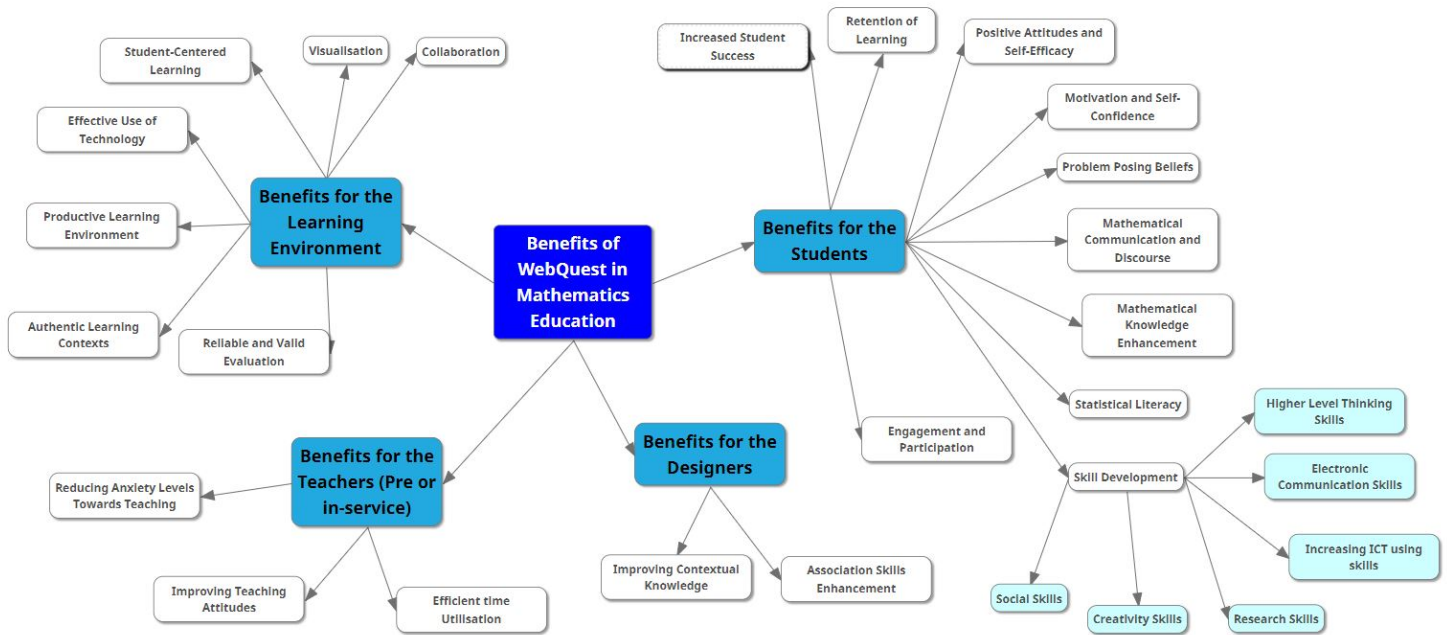 Student-Centered
Learning
Visualisation
Collaboration
Effective Use of
Technology
Productive Learning
Environment
Authentic Learning
Contexts
Reliable and Valid
Evaluation
Benefits for the
Learning
Environment
Benefits of
WebQuest in
Mathematics
Education
Benefits for the
Students
Increased Student
Success
Retention of
Learning
Positive Attitudes and
Self-Efficacy
Motivation and Self-
Confidence
Problem Posing Beliefs
Mathematical
Communication and
Discourse
Mathematical
Knowledge
Enhancement
Statistical Literacy
Engagement and
Participation
Skill Development
Higher Level Thinking
Skills
Electronic
Communication Skills
Increasing ICT using
skills
Research Skills
Creativity Skills
Social Skills
Benefits for the
Teachers (Pre or
in-service)
Reducing Anxiety Levels
Towards Teaching
Improving Teaching
Attitudes
Efficient time
Utilisation
Benefits for the
Designers
Improving Contextual
Knowledge
Association Skills
Enhancement